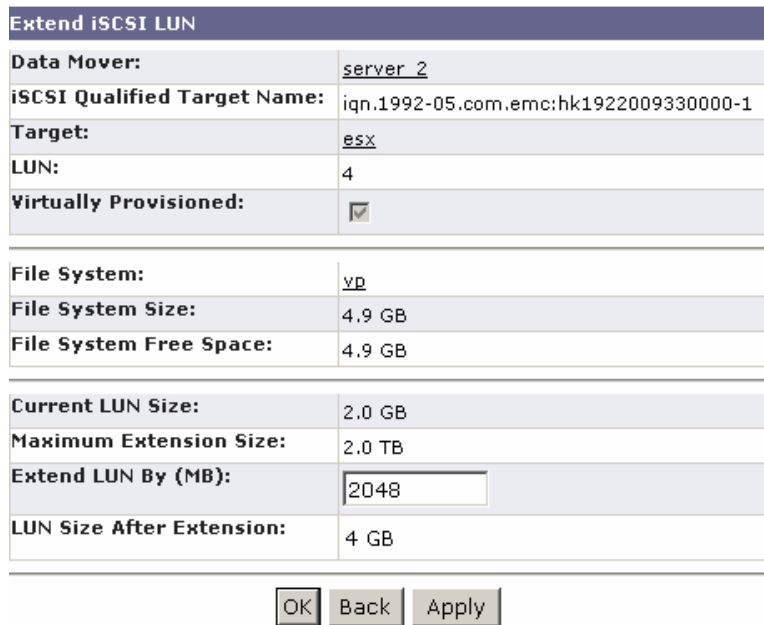 Extend iSCSI LUN
Data Mover: server_2
iSCSI Qualified Target Name: iqn.1992-05.com.emc:hk1922009330000-1
Target: esx
LUN: 4
Virtually Provisioned:
File System: vp
File System Size: 4.9 GB
File System Free Space: 4.9 GB
Current LUN Size: 2.0 GB
Maximum Extension Size: 2.0 TB
Extend LUN By (MB): 2048
LUN Size After Extension: 4 GB
OK Back Apply